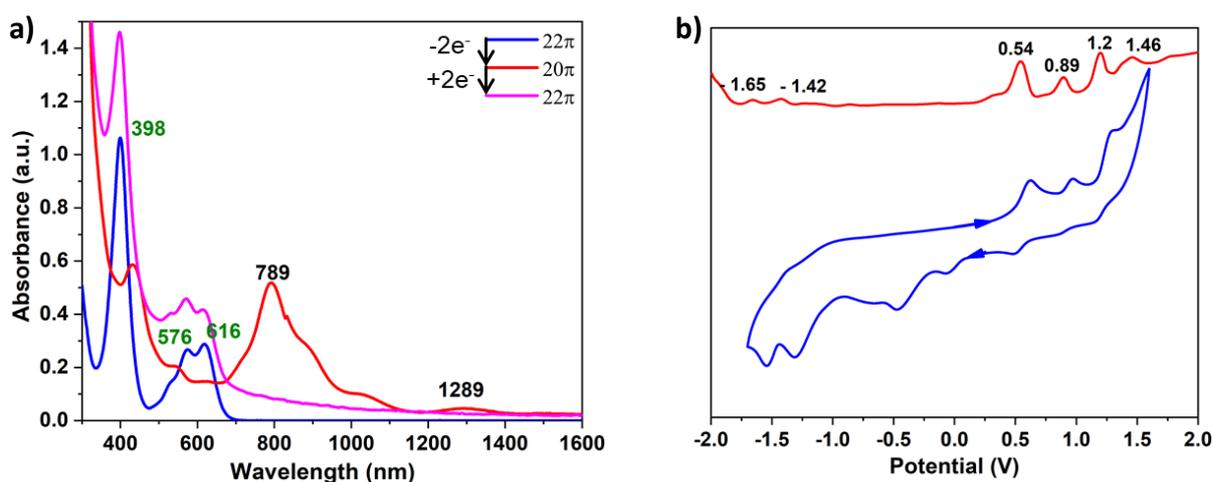 a)
-2e⁻ 22π
+2e⁻ 20π
22π
398
576
616
789
1289
1.4
1.2
1.0
0.8
0.6
0.4
0.2
0.0
Absorbance (a.u.)
400 600 800 1000 1200 1400 1600
Wavelength (nm)
b)
0.54
0.89
1.2
1.46
- 1.65
- 1.42
-2.0 -1.5 -1.0 -0.5 0.0 0.5 1.0 1.5 2.0
Potential (V)